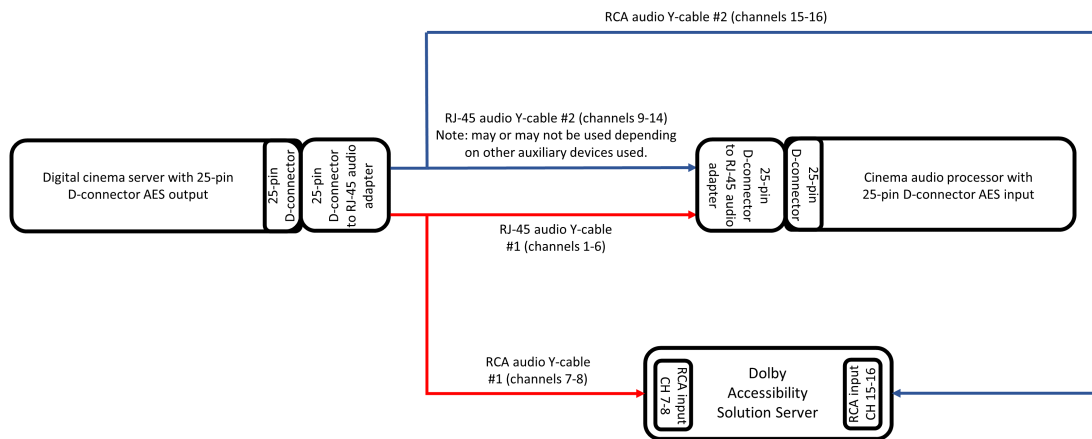 RCA audio Y-cable #2 (channels 15-16)
RJ-45 audio Y-cable #2 (channels 9-14)
Note: may or may not be used depending
on other auxiliary devices used.
Digital cinema server with 25-pin
D-connector AES output
25-pin
D-connector
25-pin
D-connector
to RJ-45 audio
adapter
25-pin
D-connector
to RJ-45 audio
adapter
25-pin
D-connector
Cinema audio processor with
25-pin D-connector AES input
RJ-45 audio Y-cable
#1 (channels 1-6)
RCA audio Y-cable
#1 (channels 7-8)
RCA input
CH 7-8
Dolby
Accessibility
Solution Server
RCA input
CH 15-16